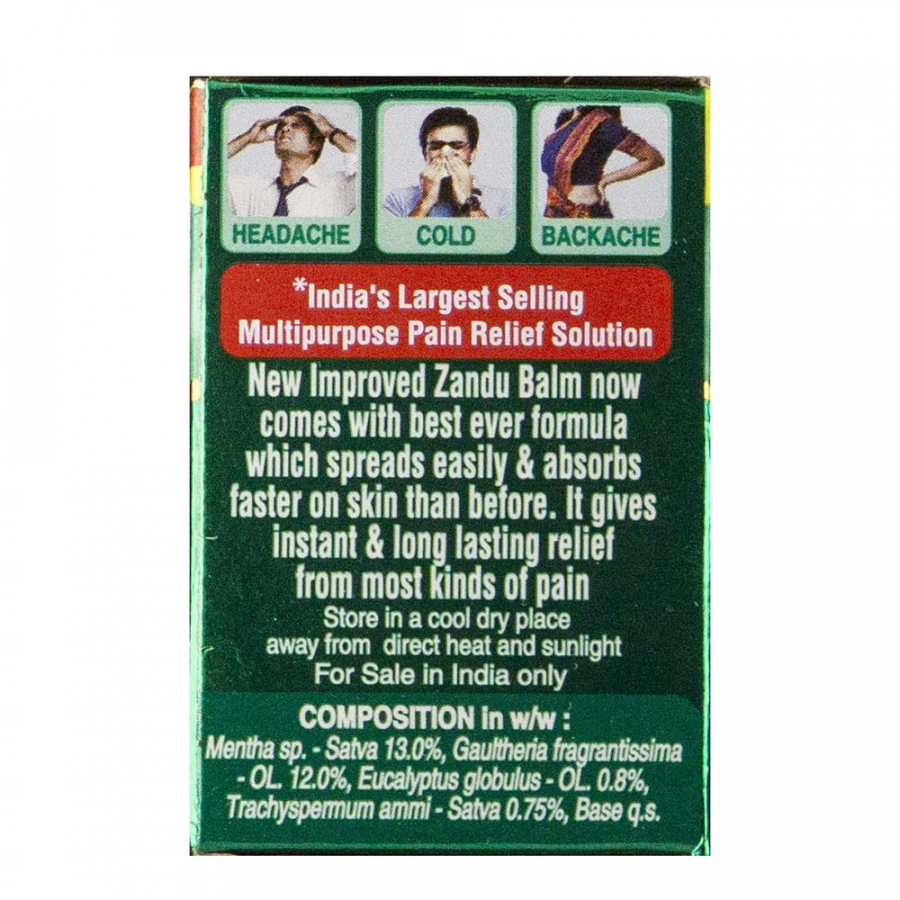 HEADACHE
COLD
BACKACHE
*India's Largest Selling
Multipurpose Pain Relief Solution
New Improved Zandu Balm now
comes with best ever formula
which spreads easily & absorbs
faster on skin than before. It gives
instant & long lasting relief
from most kinds of pain
Store in a cool dry place
away from direct heat and sunlight
For Sale in India only
COMPOSITION in w/w :
Mentha sp. - Satva 13.0%, Gaultheria fragrantissima
- OL. 12.0%, Eucalyptus globulus - OL. 0.8%,
Trachyspermum ammi - Satva 0.75%, Base q.s.